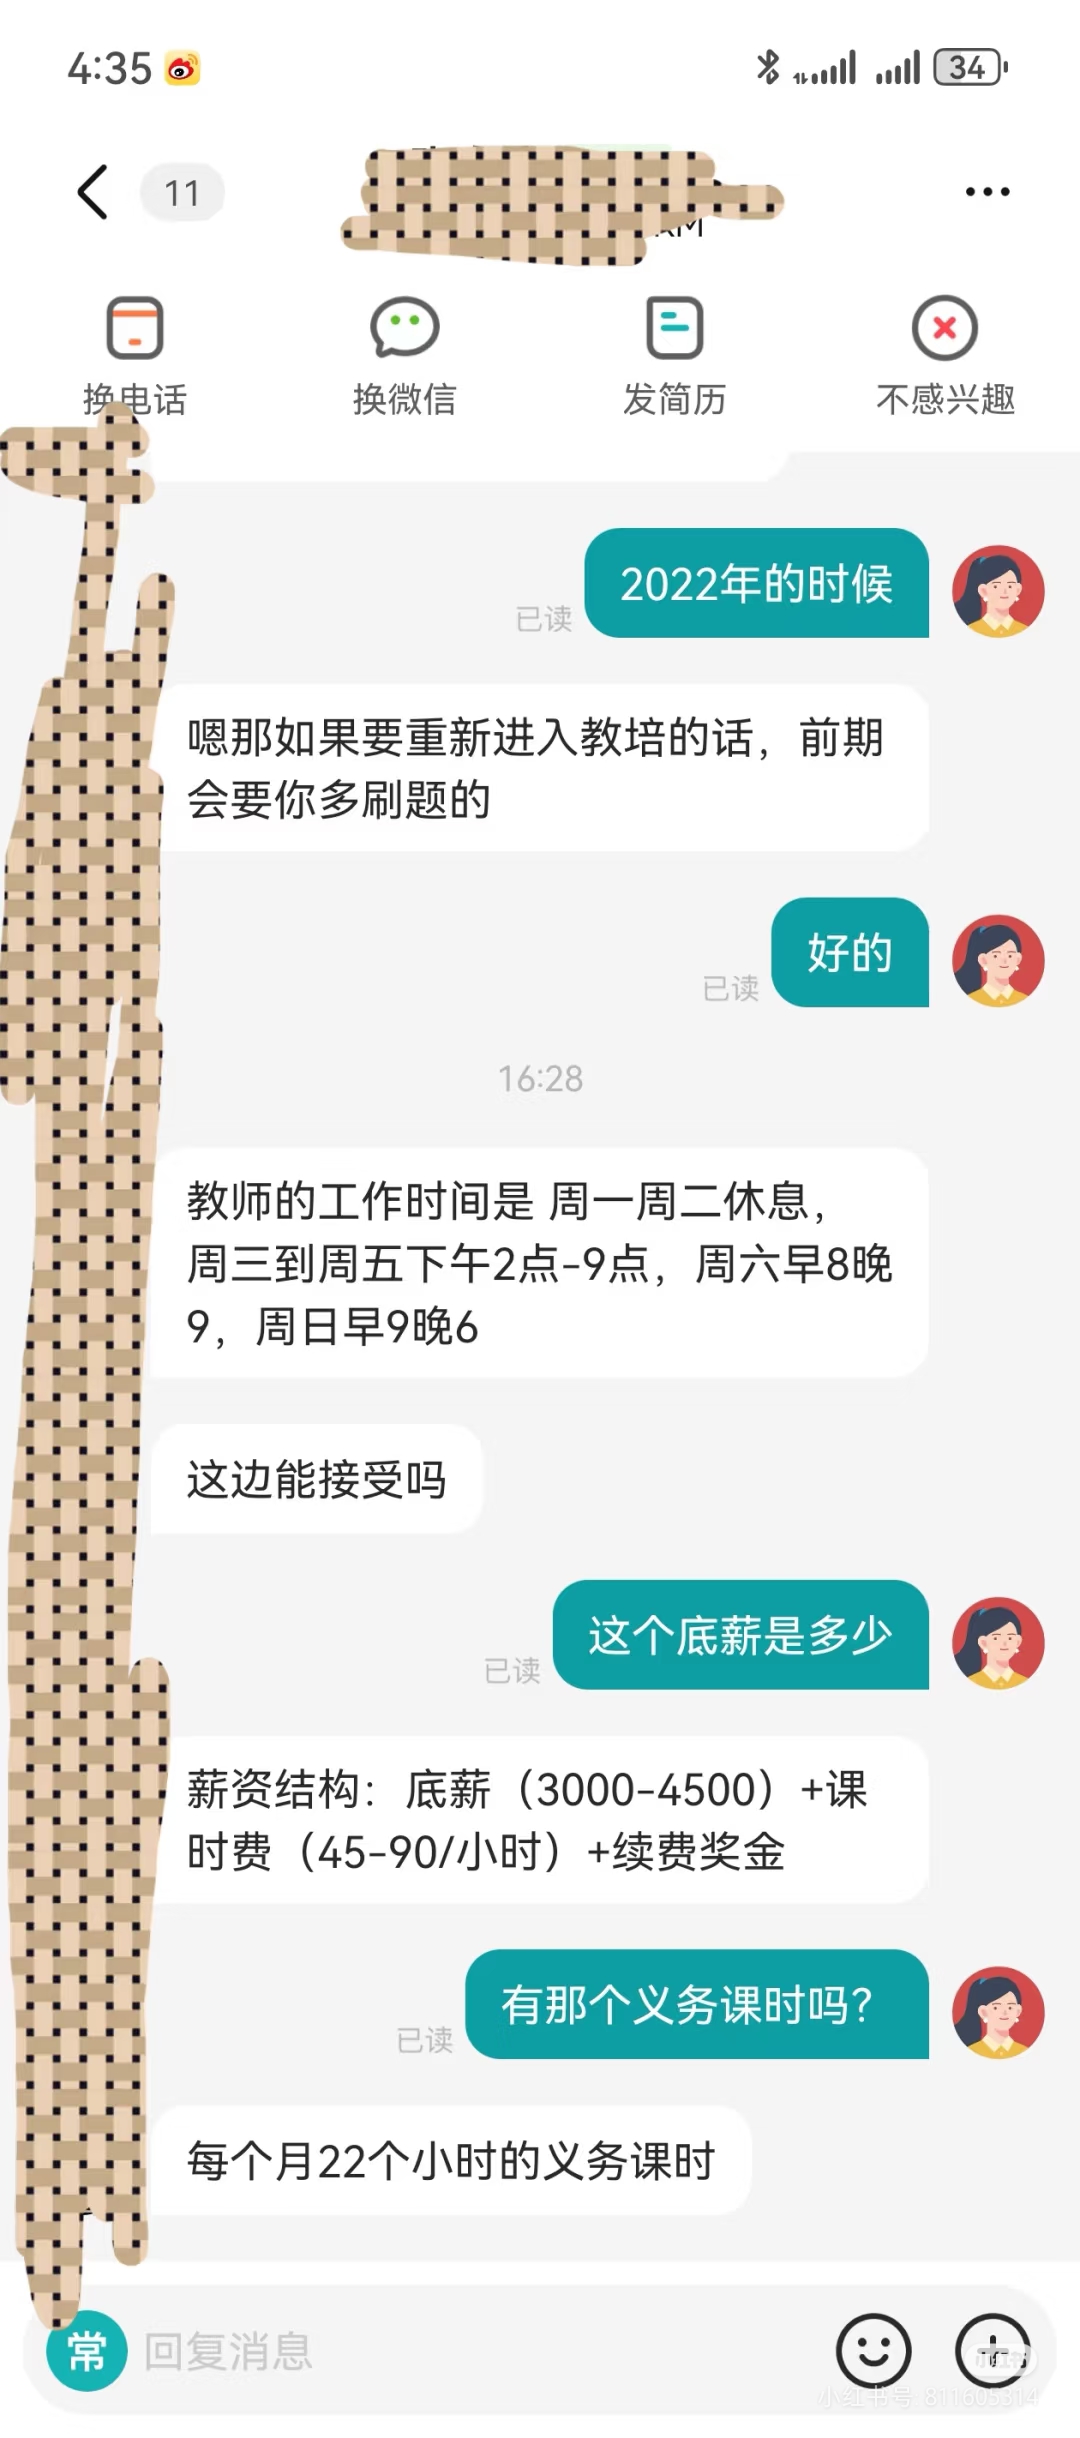 4:35
34
11
换电话
换微信
发简历
不感兴趣
2022年的时候
已读
嗯那如果要重新进入教培的话，前期
会要你多刷题的
好的
已读
16:28
教师的工作时间是 周一周二休息，
周三到周五下午2点-9点，周六早8晚
9，周日早9晚6
这边能接受吗
这个底薪是多少
已读
薪资结构：底薪（3000-4500）+课
时费（45-90/小时）+续费奖金
有那个义务课时吗？
已读
每个月22个小时的义务课时
常
回复消息
小红书
小红书号: 811605314